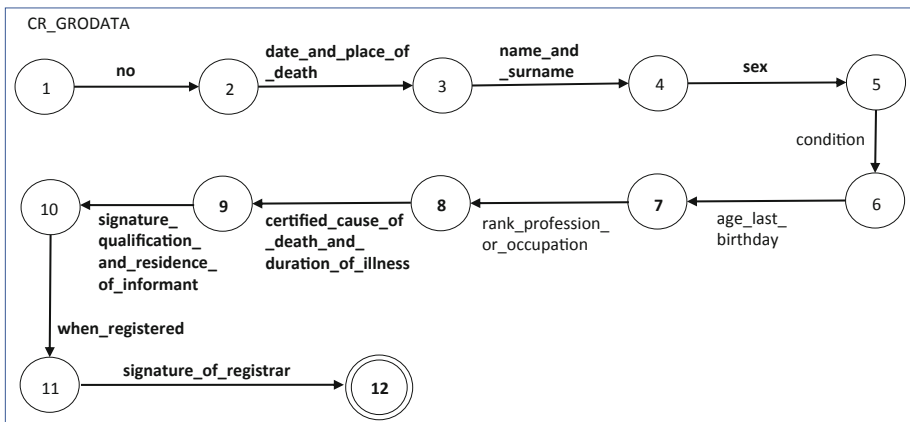 CR_GRODATA
1
no
2
date_and_place_of
_death
3
name_and
_surname
4
sex
5
condition
6
age_last_
birthday
7
rank_profession_
or_occupation
8
certified_cause_of
_death_and_
duration_of_illness
9
signature_
qualification_
and_residence_
of_informant
10
when_registered
11
signature_of_registrar
12